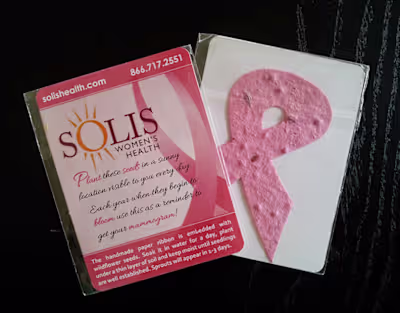 solishealth.com 866.717.2551
SOLIS
WOMEN'S
HEALTH
Plant these seeds in a sunny
location visible to you every day.
Each year when they begin to
bloom use this as a reminder to
get your mammogram!
The handmade paper ribbon is embedded with
wildflower seeds. Soak it in water for a day, plant
under a thin layer of soil and keep moist until seedlings
are well established. Sprouts will appear in 1-3 days.